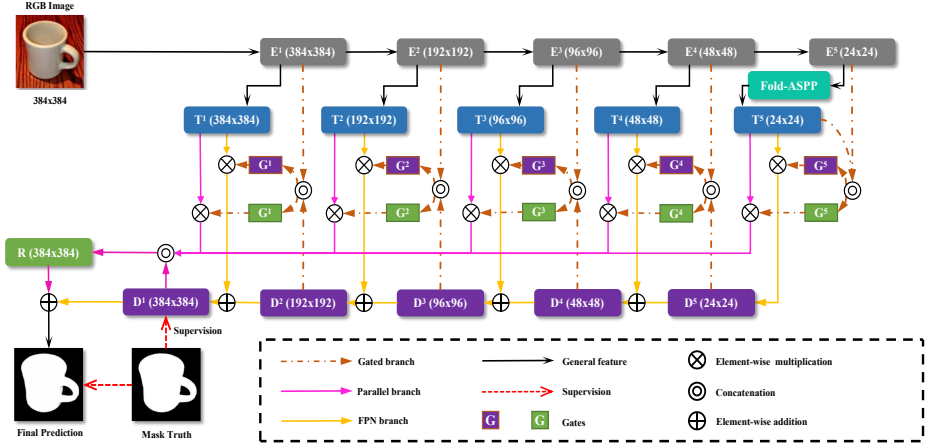 RGB Image
384x384
E¹ (384x384)
E² (192x192)
E³ (96x96)
E⁴ (48x48)
E⁵ (24x24)
Fold-ASPP
T¹ (384x384)
T² (192x192)
T³ (96x96)
T⁴ (48x48)
T⁵ (24x24)
G¹
G²
G³
G⁴
G⁵
G¹
G²
G³
G⁴
G⁵
R (384x384)
D¹ (384x384)
D² (192x192)
D³ (96x96)
D⁴ (48x48)
D⁵ (24x24)
Supervision
Final Prediction
Mask Truth
Gated branch
General feature
Element-wise multiplication
Parallel branch
Supervision
Concatenation
FPN branch
G
G
Gates
Element-wise addition